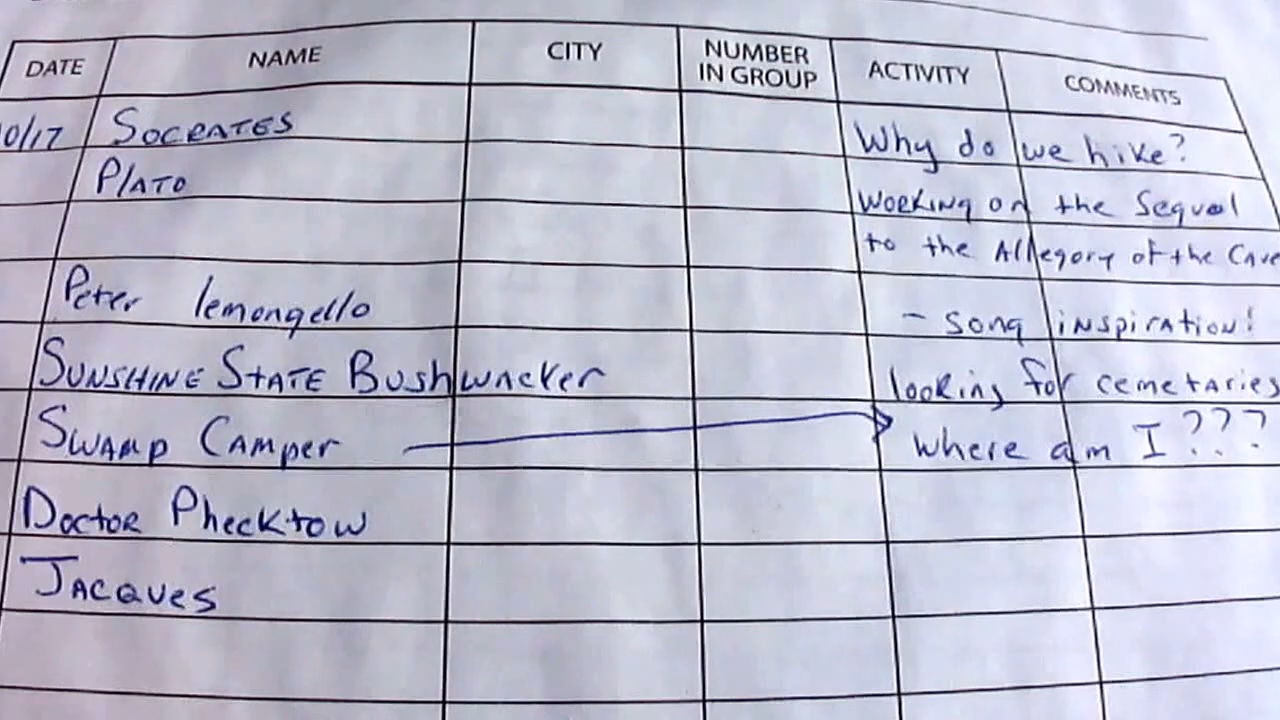 DATE NAME CITY NUMBER IN GROUP ACTIVITY COMMENTS
0/17 SOCRATES Why do we hike?
PLATO WORKING on the Sequel
to the Allegory of the Cave
Peter lemongello - song inspiration!
SUNSHINE STATE Bushwacker looking for cemetaries
SWAMP CAMPER where am I???
DOCTOR Phecktow
JACQUES